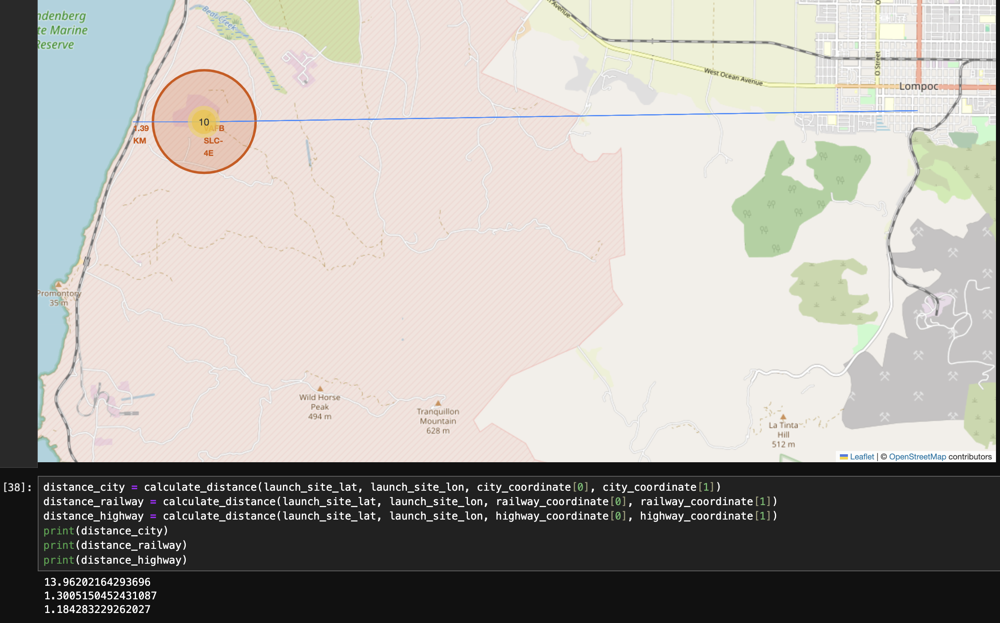 ndenberg
te Marine
Reserve
Bear Creek
n Avenue
West Ocean Avenue
O Street
Lompoc
10
1.39
KM
VAFB
SLC-
4E
Promontory
35 m
Wild Horse
Peak
494 m
Tranquillon
Mountain
628 m
La Tinta
Hill
512 m
Leaflet | © OpenStreetMap contributors
[38]:
distance_city = calculate_distance(launch_site_lat, launch_site_lon, city_coordinate[0], city_coordinate[1])
distance_railway = calculate_distance(launch_site_lat, launch_site_lon, railway_coordinate[0], railway_coordinate[1])
distance_highway = calculate_distance(launch_site_lat, launch_site_lon, highway_coordinate[0], highway_coordinate[1])
print(distance_city)
print(distance_railway)
print(distance_highway)
13.96202164293696
1.3005150452431087
1.184283229262027